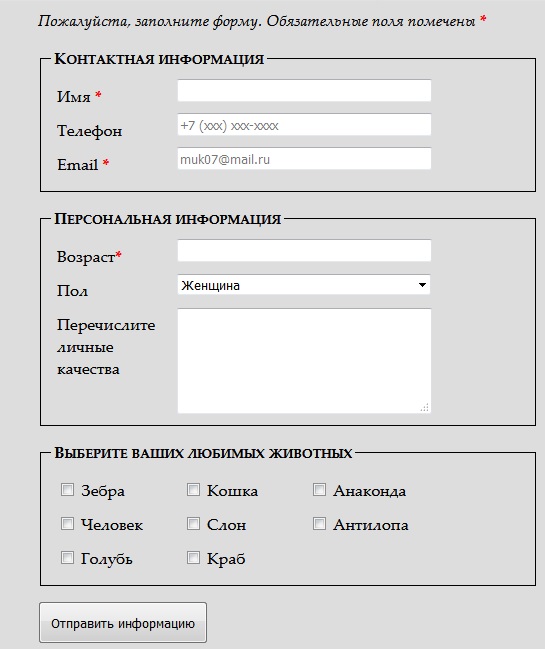 Пожалуйста, заполните форму. Обязательные поля помечены *
Контактная информация
Имя *
Телефон +7 (xxx) xxx-xxxx
Email * muk07@mail.ru
Персональная информация
Возраст*
Пол Женщина
Перечислите
личные
качества
Выберите ваших любимых животных
Зебра Кошка Анаконда
Человек Слон Антилопа
Голубь Краб
Отправить информацию